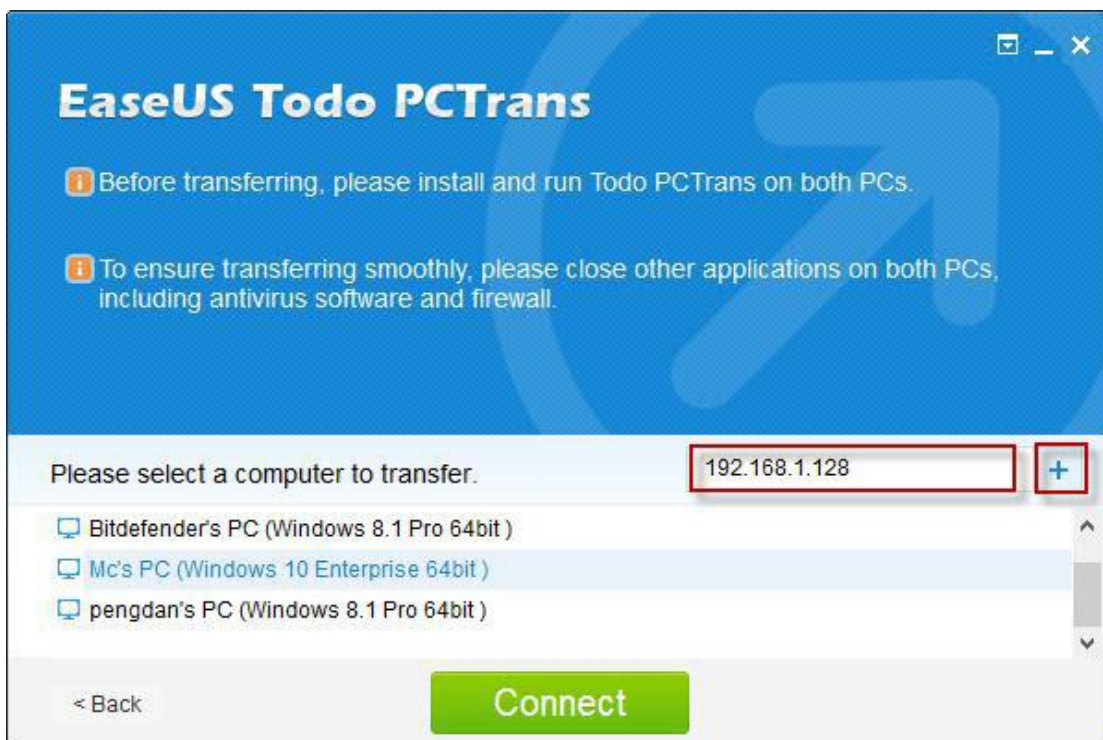 EaseUS Todo PCTrans
Before transferring, please install and run Todo PCTrans on both PCs.
To ensure transferring smoothly, please close other applications on both PCs,
including antivirus software and firewall.
Please select a computer to transfer.
192.168.1.128
+
Bitdefender's PC (Windows 8.1 Pro 64bit )
Mc's PC (Windows 10 Enterprise 64bit )
pengdan's PC (Windows 8.1 Pro 64bit )
< Back
Connect